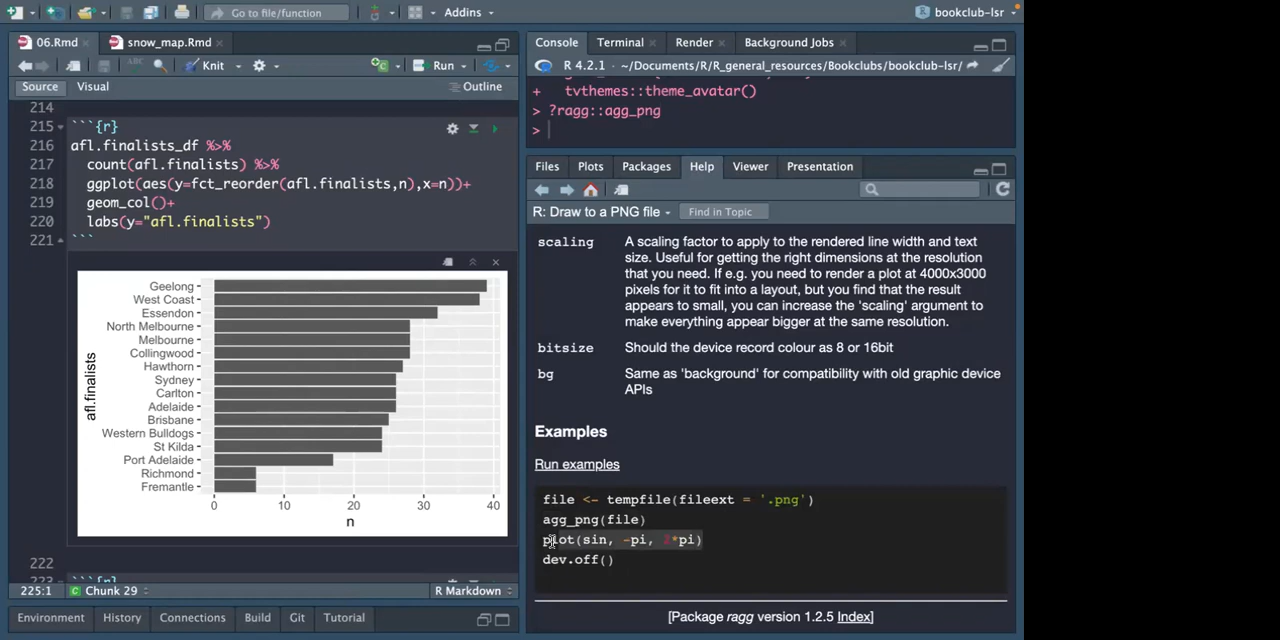 Go to file/function
Addins
bookclub-lsr
06.Rmd
snow_map.Rmd
Knit
Run
Source
Visual
Outline
214
215 ```{r}
216 afl.finalists_df %>%
217 count(afl.finalists) %>%
218 ggplot(aes(y=fct_reorder(afl.finalists,n),x=n))+
219 geom_col()+
220 labs(y="afl.finalists")
221 ```
afl.finalists
Geelong
West Coast
Essendon
North Melbourne
Melbourne
Collingwood
Hawthorn
Sydney
Carlton
Adelaide
Brisbane
Western Bulldogs
St Kilda
Port Adelaide
Richmond
Fremantle
0 10 20 30 40
n
222
223 ```{r}
225:1 Chunk 29 R Markdown
Environment History Connections Build Git Tutorial
Console Terminal Render Background Jobs
R 4.2.1 · ~/Documents/R/R_general_resources/Bookclubs/bookclub-lsr/
+ tvthemes::theme_avatar()
> ?ragg::agg_png
>
Files Plots Packages Help Viewer Presentation
R: Draw to a PNG file Find in Topic
scaling A scaling factor to apply to the rendered line width and text
size. Useful for getting the right dimensions at the resolution
that you need. If e.g. you need to render a plot at 4000x3000
pixels for it to fit into a layout, but you find that the result
appears to small, you can increase the 'scaling' argument to
make everything appear bigger at the same resolution.
bitsize Should the device record colour as 8 or 16bit
bg Same as 'background' for compatibility with old graphic device
APIs
Examples
Run examples
file <- tempfile(fileext = '.png')
agg_png(file)
plot(sin, -pi, 2*pi)
dev.off()
[Package ragg version 1.2.5 Index]